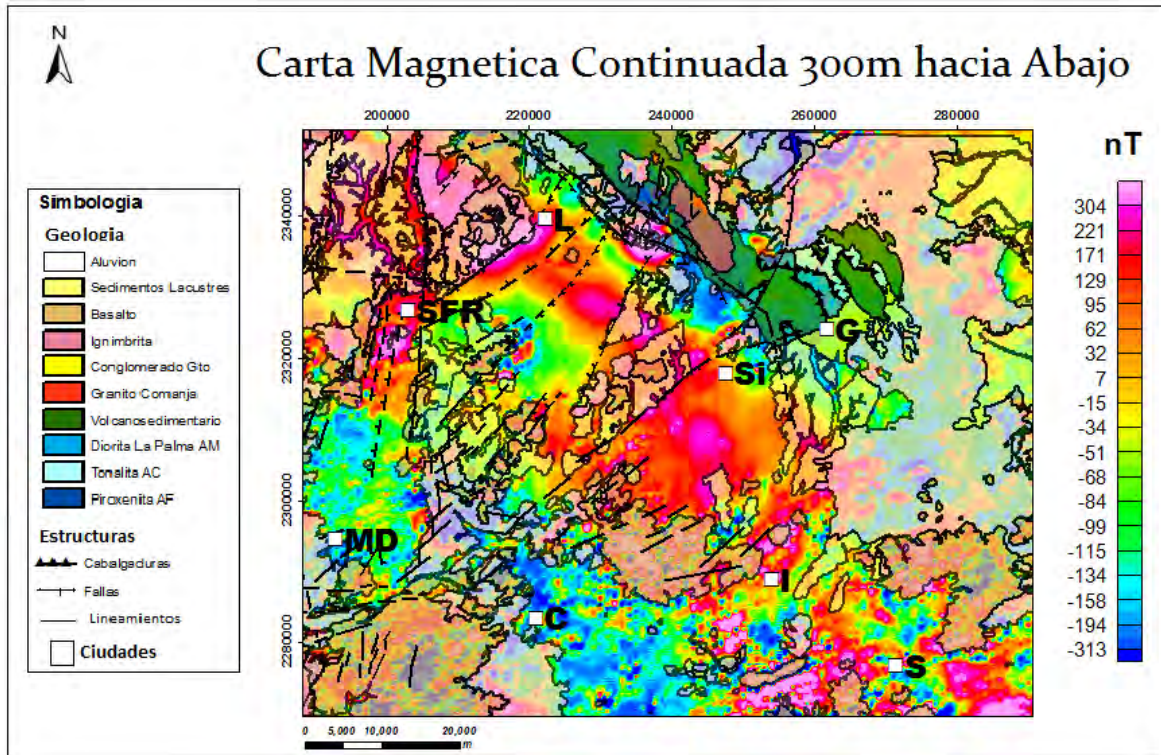 N
Carta Magnetica Continuada 300m hacia Abajo
200000 220000 240000 260000 280000
2340000
2320000
2300000
2280000
L
SFR
G
Si
MD
I
C
S
Simbologia
Geologia
Aluvion
Sedimentos Lacustres
Basalto
Ignimbrita
Conglomerado Gto
Granito Comanja
Volcanosedimentario
Diorita La Palma AM
Tonalita AC
Piroxenita AF
Estructuras
Cabalgaduras
Fallas
Lineamientos
Ciudades
nT
304
221
171
129
95
62
32
7
-15
-34
-51
-68
-84
-99
-115
-134
-158
-194
-313
0 5,000 10,000 20,000
m